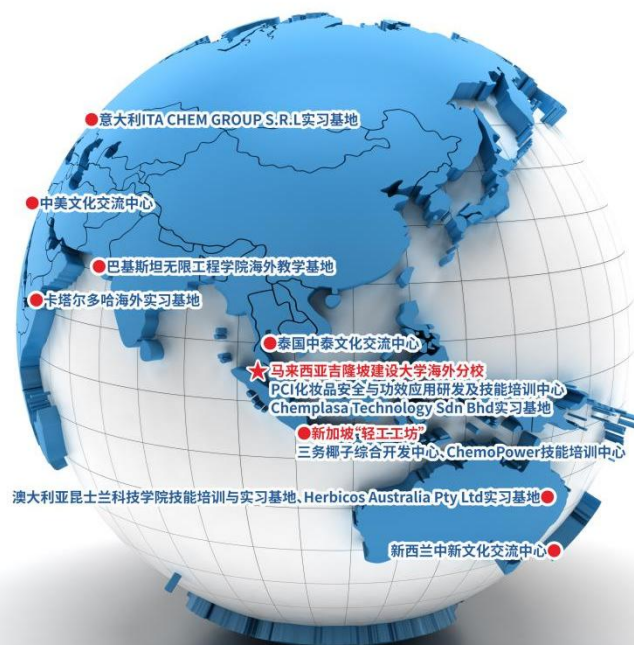 意大利ITA CHEM GROUP S.R.L实习基地
中美文化交流中心
巴基斯坦无限工程学院海外教学基地
卡塔尔多哈海外实习基地
泰国中泰文化交流中心
马来西亚吉隆坡建设大学海外分校
PCI化妆品安全与功效应用研发及技能培训中心
Chemplasa Technology Sdn Bhd实习基地
新加坡“轻工工坊”
三务椰子综合开发中心、ChemoPower技能培训中心
澳大利亚昆士兰科技学院技能培训与实习基地、Herbicos Australia Pty Ltd实习基地
新西兰中新文化交流中心